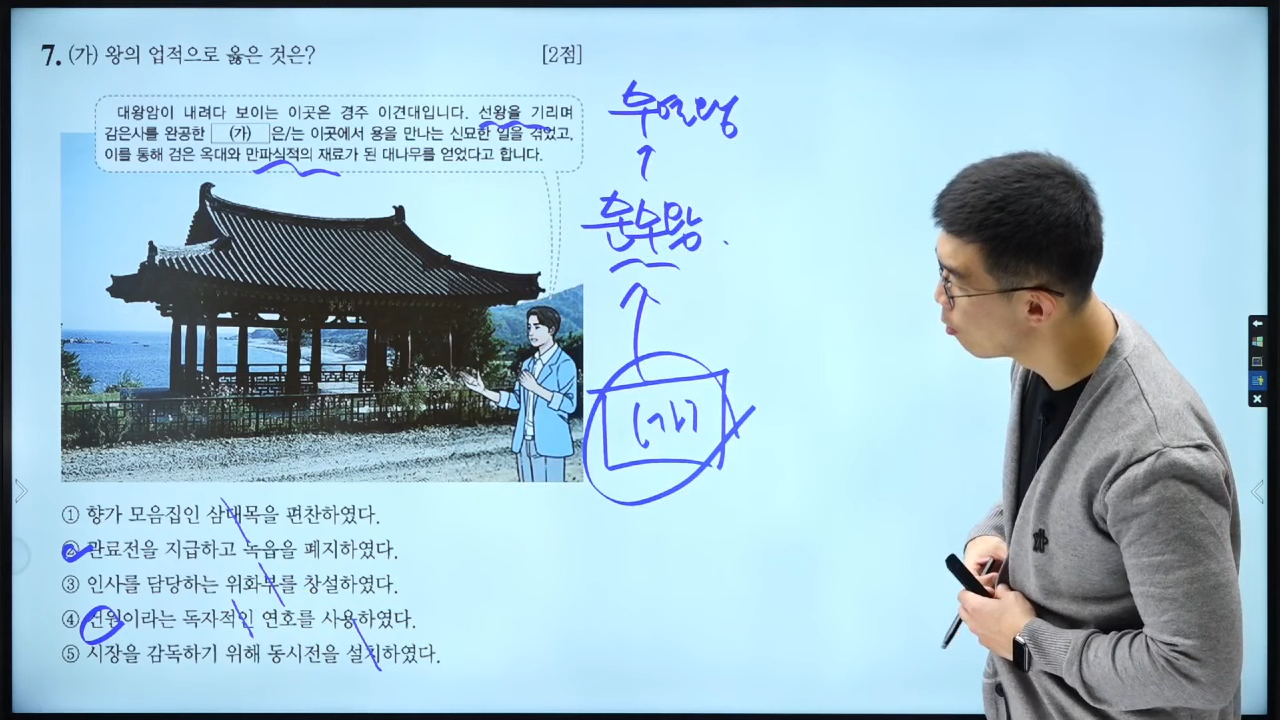 7. (가) 왕의 업적으로 옳은 것은? [2점]
대왕암이 내려다 보이는 이곳은 경주 이견대입니다. 선왕을 기리며
감은사를 완공한 (가) 은/는 이곳에서 용을 만나는 신묘한 일을 겪었고,
이를 통해 검은 옥대와 만파식적의 재료가 된 대나무를 얻었다고 합니다.
무열왕
문무왕
① 향가 모음집인 삼대목을 편찬하였다.
② 관료전을 지급하고 녹읍을 폐지하였다.
③ 인사를 담당하는 위화부를 창설하였다.
④ 건원이라는 독자적인 연호를 사용하였다.
⑤ 시장을 감독하기 위해 동시전을 설치하였다.